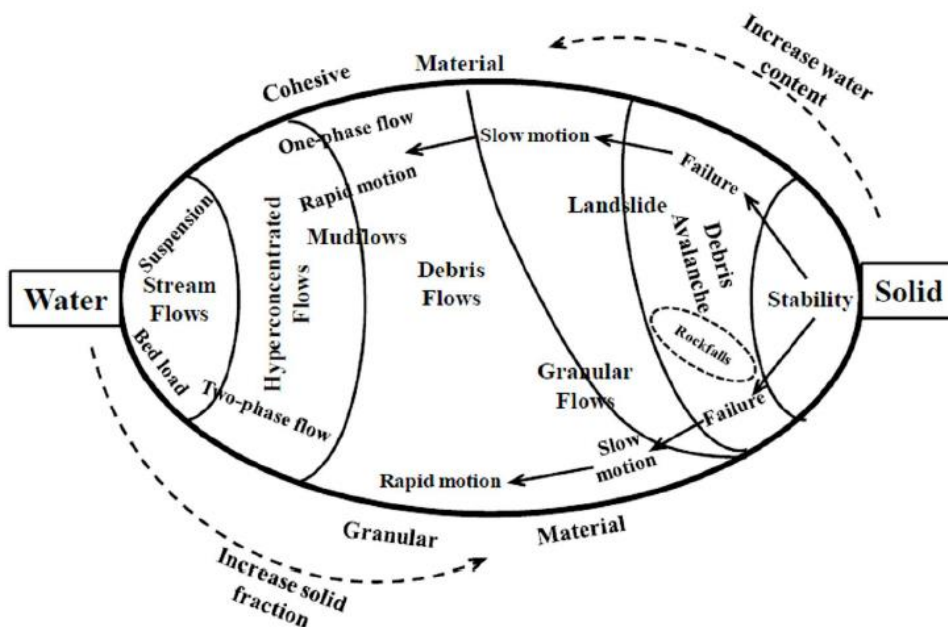 Increase water
content
Material
Cohesive
One-phase flow
Slow motion
Failure
Rapid motion
Suspension
Landslide
Debris
Avalanche
Hyperconcentrated
Flows
Mudflows
Debris
Flows
Stream
Flows
Water
Stability
Solid
Rockfalls
Bed load
Granular
Flows
Two-phase flow
Failure
Slow
motion
Rapid motion
Granular
Material
Increase solid
fraction